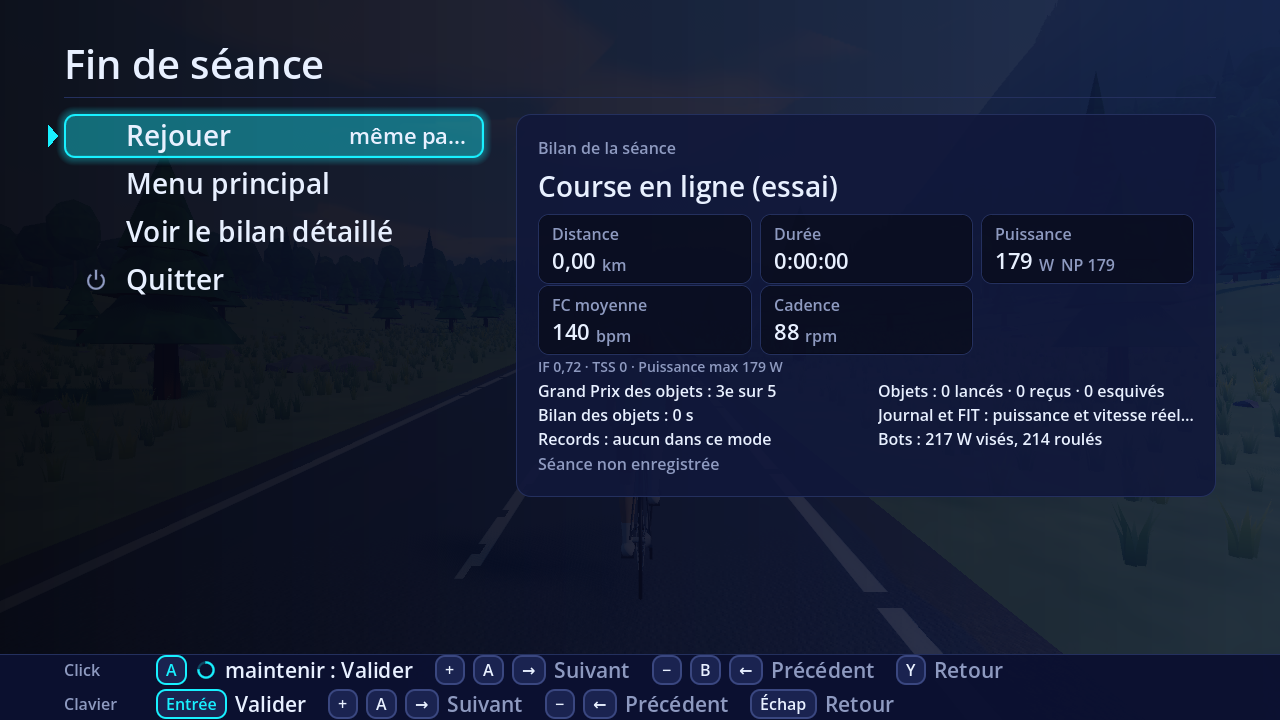 Fin de séance
Rejouer même pa...
Menu principal
Voir le bilan détaillé
Quitter
Bilan de la séance
Course en ligne (essai)
Distance
0,00 km
Durée
0:00:00
Puissance
179 W NP 179
FC moyenne
140 bpm
Cadence
88 rpm
IF 0,72 · TSS 0 · Puissance max 179 W
Grand Prix des objets : 3e sur 5
Objets : 0 lancés · 0 reçus · 0 esquivés
Bilan des objets : 0 s
Journal et FIT : puissance et vitesse réel...
Records : aucun dans ce mode
Bots : 217 W visés, 214 roulés
Séance non enregistrée
Click A maintenir : Valider + A → Suivant − B ← Précédent Y Retour
Clavier Entrée Valider + A → Suivant − ← Précédent Échap Retour